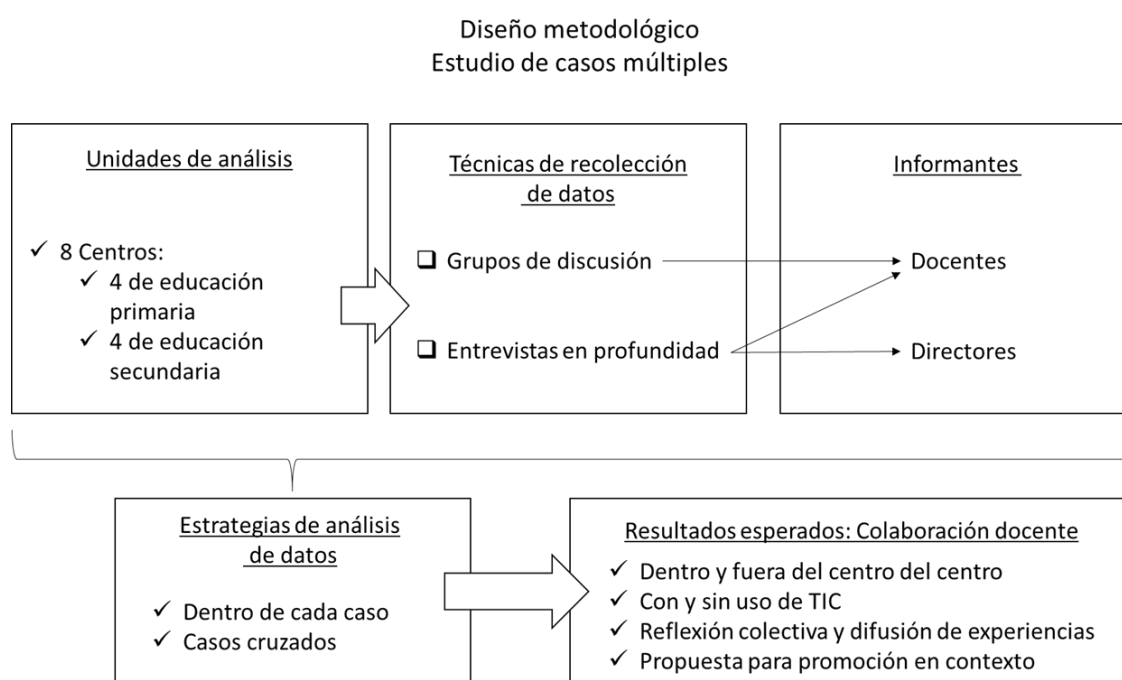 Diseño metodológico
Estudio de casos múltiples
Unidades de análisis
✓ 8 Centros:
✓ 4 de educación
primaria
✓ 4 de educación
secundaria
Técnicas de recolección
de datos
❑ Grupos de discusión
❑ Entrevistas en profundidad
Informantes
Docentes
Directores
Estrategias de análisis
de datos
✓ Dentro de cada caso
✓ Casos cruzados
Resultados esperados: Colaboración docente
✓ Dentro y fuera del centro del centro
✓ Con y sin uso de TIC
✓ Reflexión colectiva y difusión de experiencias
✓ Propuesta para promoción en contexto